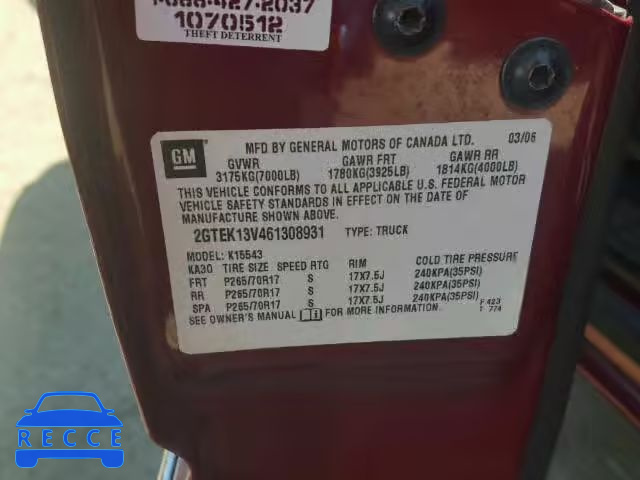 1070512
THEFT DETERRENT
GM
MFD BY GENERAL MOTORS OF CANADA LTD. 03/06
GVWR GAWR FRT GAWR RR
3175KG(7000LB) 1780KG(3925LB) 1814KG(4000LB)
THIS VEHICLE CONFORMS TO ALL APPLICABLE U.S. FEDERAL MOTOR
VEHICLE SAFETY STANDARDS IN EFFECT ON THE DATE OF
MANUFACTURE SHOWN ABOVE.
2GTEK13V461308931 TYPE: TRUCK
MODEL: K15543
KA30 TIRE SIZE SPEED RTG RIM COLD TIRE PRESSURE
FRT P265/70R17 S 17X7.5J 240KPA(35PSI)
RR P265/70R17 S 17X7.5J 240KPA(35PSI)
SPA P265/70R17 S 17X7.5J 240KPA(35PSI)
SEE OWNER'S MANUAL FOR MORE INFORMATION. F 423
T 774
RECCE